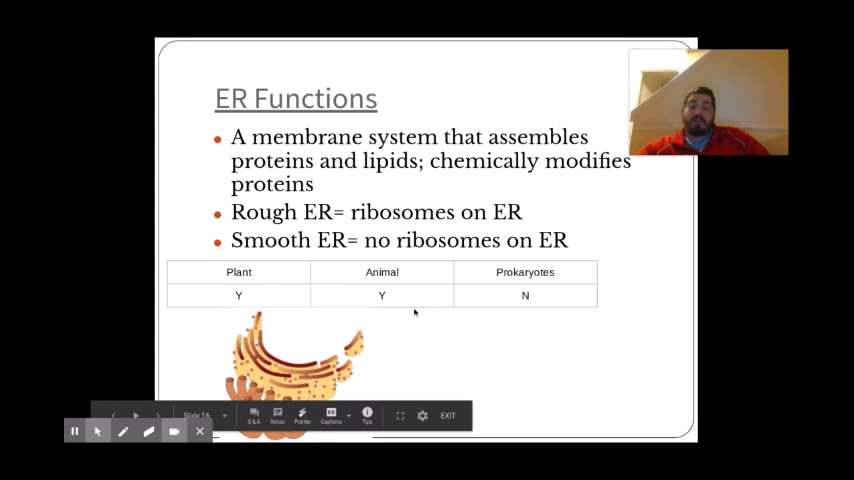 ER Functions
A membrane system that assembles
proteins and lipids; chemically modifies
proteins
Rough ER= ribosomes on ER
Smooth ER= no ribosomes on ER
Plant Animal Prokaryotes
Y Y N
Slide 16
Q & A Notes Pointer Captions Tips EXIT